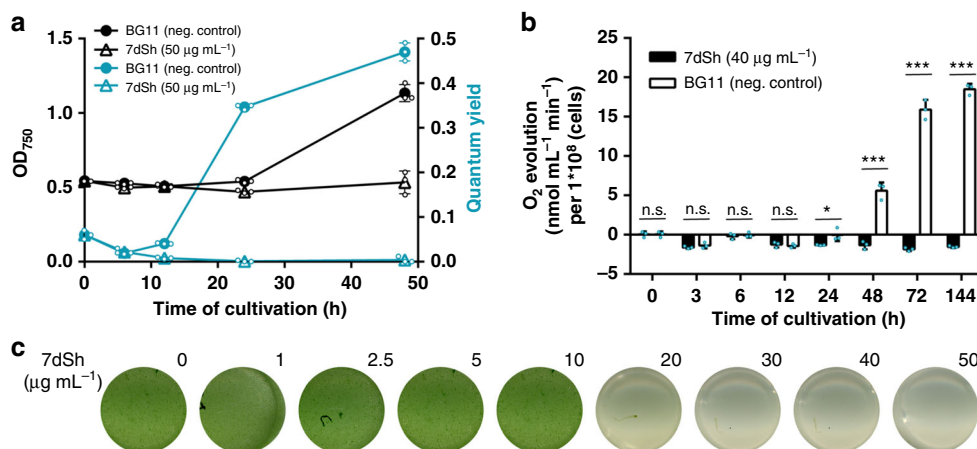 a
BG11 (neg. control)
7dSh (50 µg mL⁻¹)
BG11 (neg. control)
7dSh (50 µg mL⁻¹)
OD750
1.5
1.0
0.5
0.0
Quantum yield
0.5
0.4
0.3
0.2
0.1
0.0
0 10 20 30 40 50
Time of cultivation (h)
b
7dSh (40 µg mL⁻¹)
BG11 (neg. control)
O2 evolution
(nmol mL⁻¹ min⁻¹)
per 1*10⁸ (cells)
25
20
15
10
5
0
−5
n.s. n.s. n.s. n.s. * *** *** ***
0 3 6 12 24 48 72 144
Time of cultivation (h)
c
7dSh 0 1 2.5 5 10 20 30 40 50
(µg mL⁻¹)